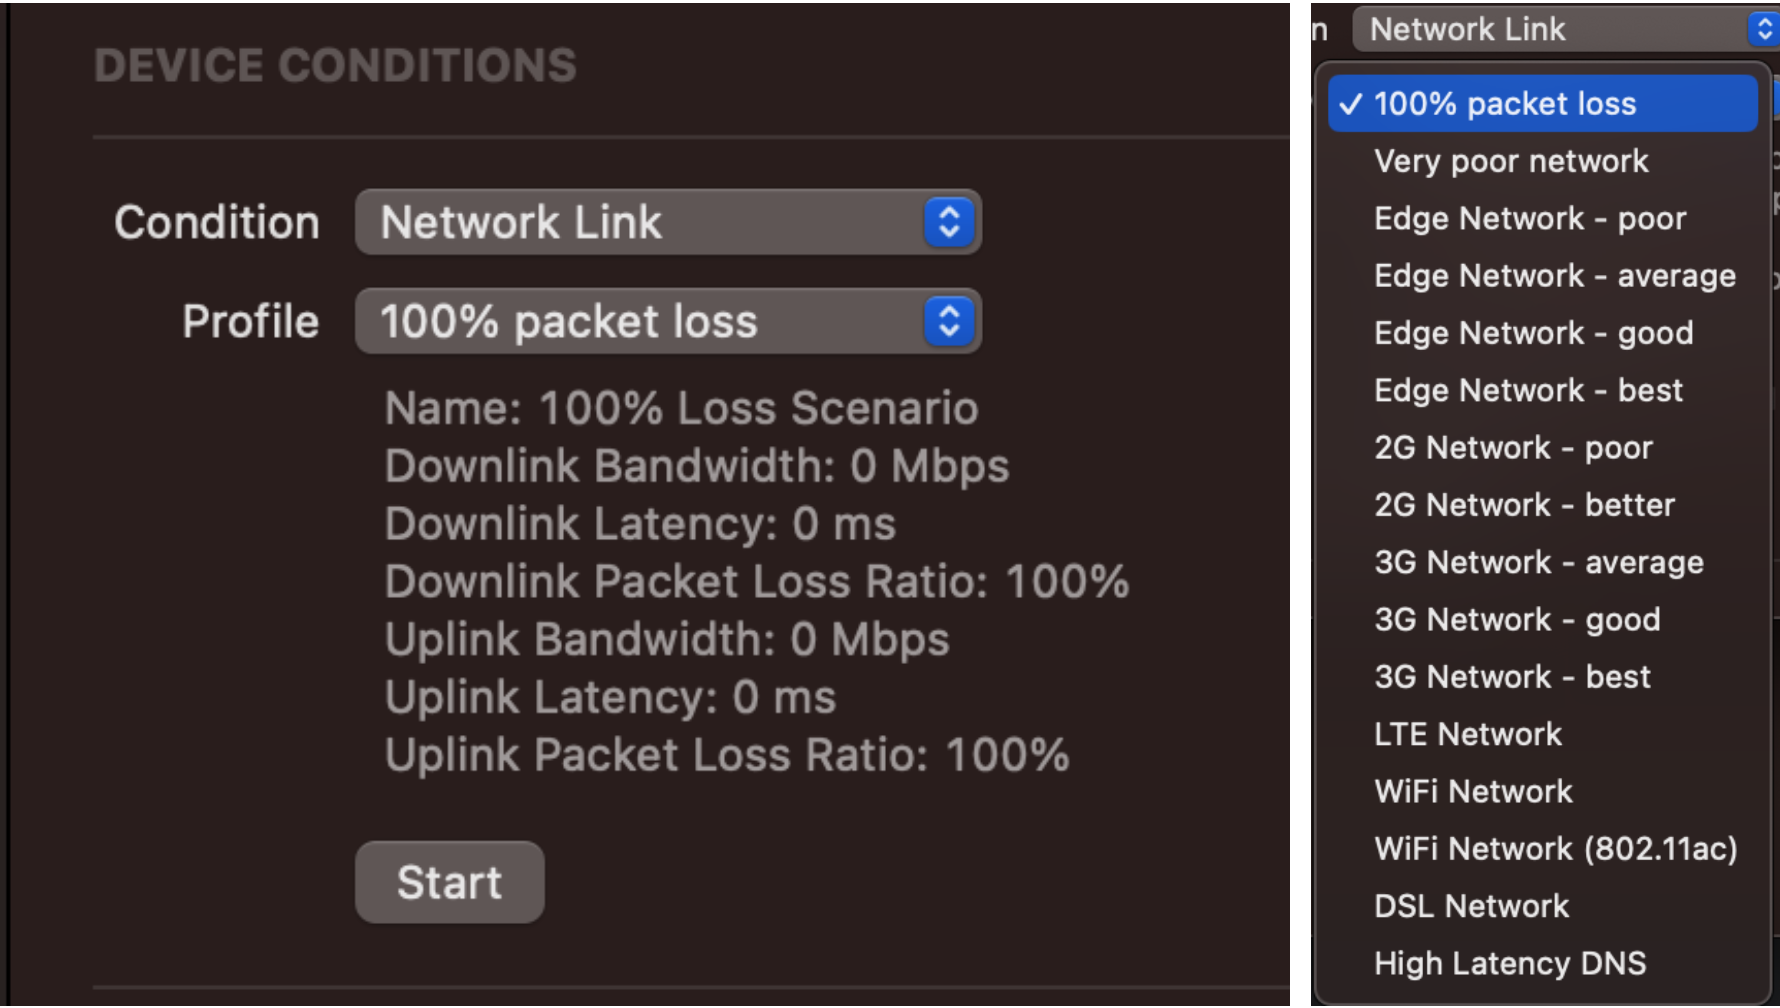 DEVICE CONDITIONS
Condition Network Link
Profile 100% packet loss
Name: 100% Loss Scenario
Downlink Bandwidth: 0 Mbps
Downlink Latency: 0 ms
Downlink Packet Loss Ratio: 100%
Uplink Bandwidth: 0 Mbps
Uplink Latency: 0 ms
Uplink Packet Loss Ratio: 100%
Start
n Network Link
✓ 100% packet loss
Very poor network
Edge Network - poor
Edge Network - average
Edge Network - good
Edge Network - best
2G Network - poor
2G Network - better
3G Network - average
3G Network - good
3G Network - best
LTE Network
WiFi Network
WiFi Network (802.11ac)
DSL Network
High Latency DNS